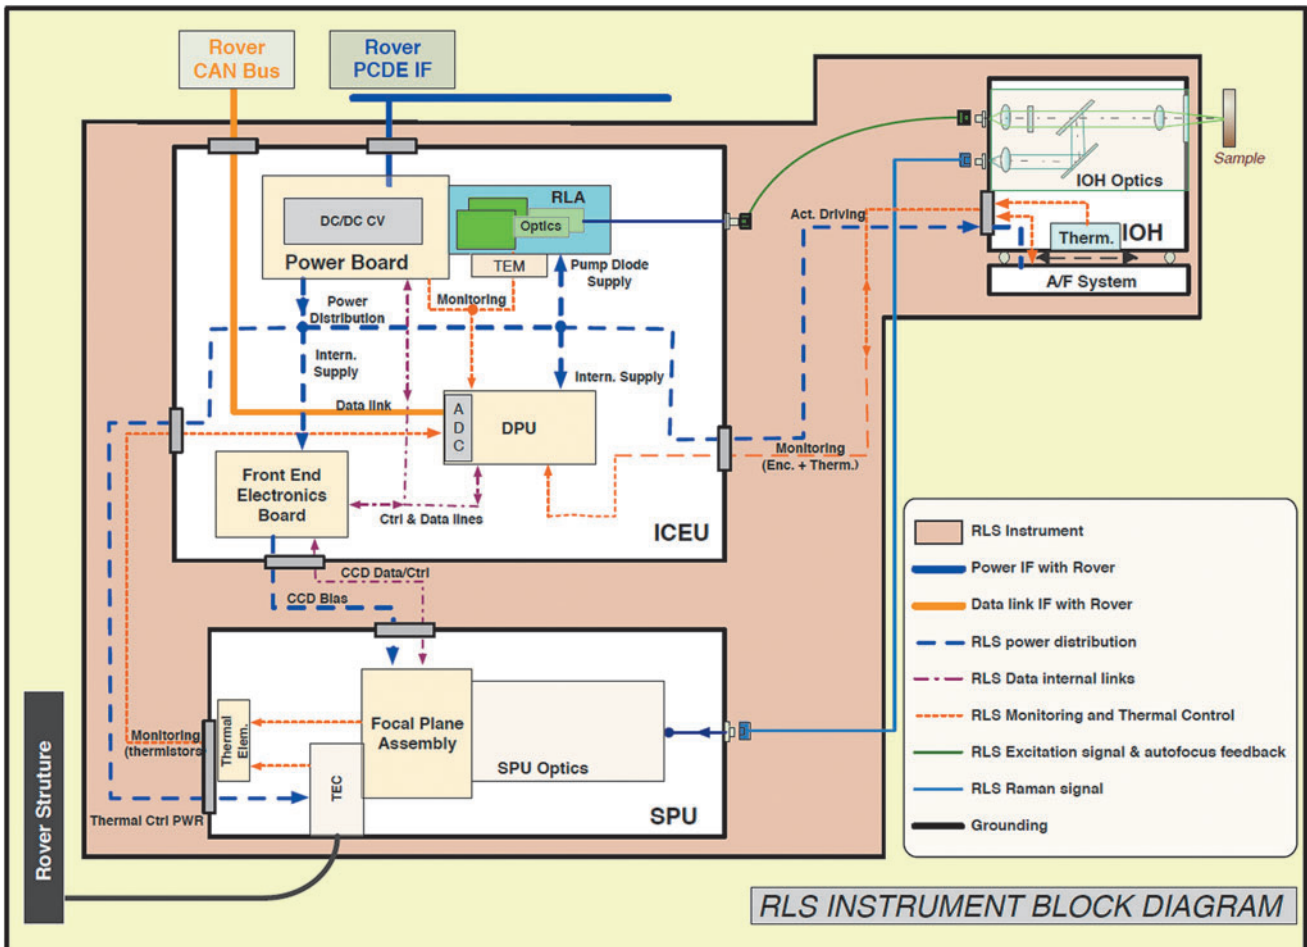 Rover
CAN Bus
Rover
PCDE IF
Sample
IOH Optics
RLA
DC/DC CV
Optics
Act. Driving
Therm.
IOH
Power Board
TEM
Pump Diode
Supply
A/F System
Monitoring
Power
Distribution
Intern.
Supply
Intern. Supply
Data link
A
D
C
DPU
Monitoring
(Enc. + Therm.)
Front End
Electronics
Board
Ctrl & Data lines
ICEU
CCD Data/Ctrl
CCD Bias
RLS Instrument
Power IF with Rover
Data link IF with Rover
RLS power distribution
RLS Data internal links
RLS Monitoring and Thermal Control
RLS Excitation signal & autofocus feedback
RLS Raman signal
Grounding
Focal Plane
Assembly
Thermal
Elem.
Monitoring
(thermistors)
SPU Optics
TEC
Thermal Ctrl PWR
SPU
Rover Struture
RLS INSTRUMENT BLOCK DIAGRAM